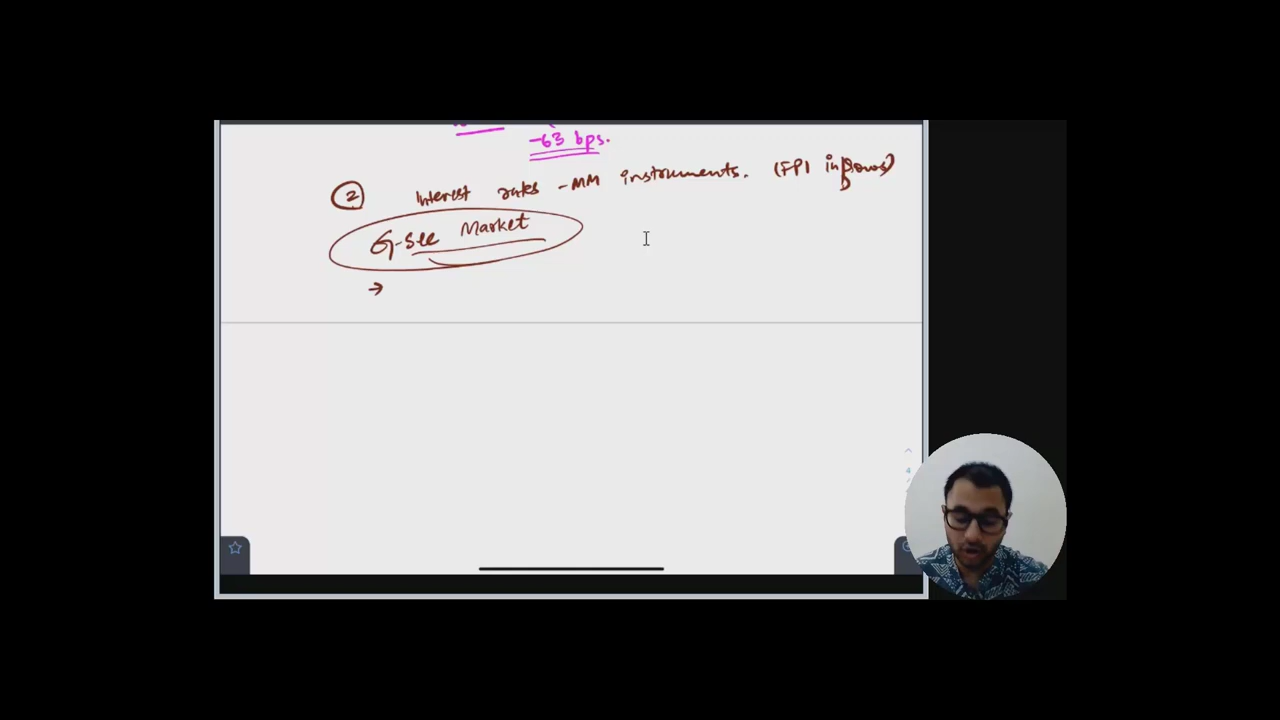 -63 bps.
2 Interest rates - MM instruments. (FPI inflows)
G-Sec Market
→